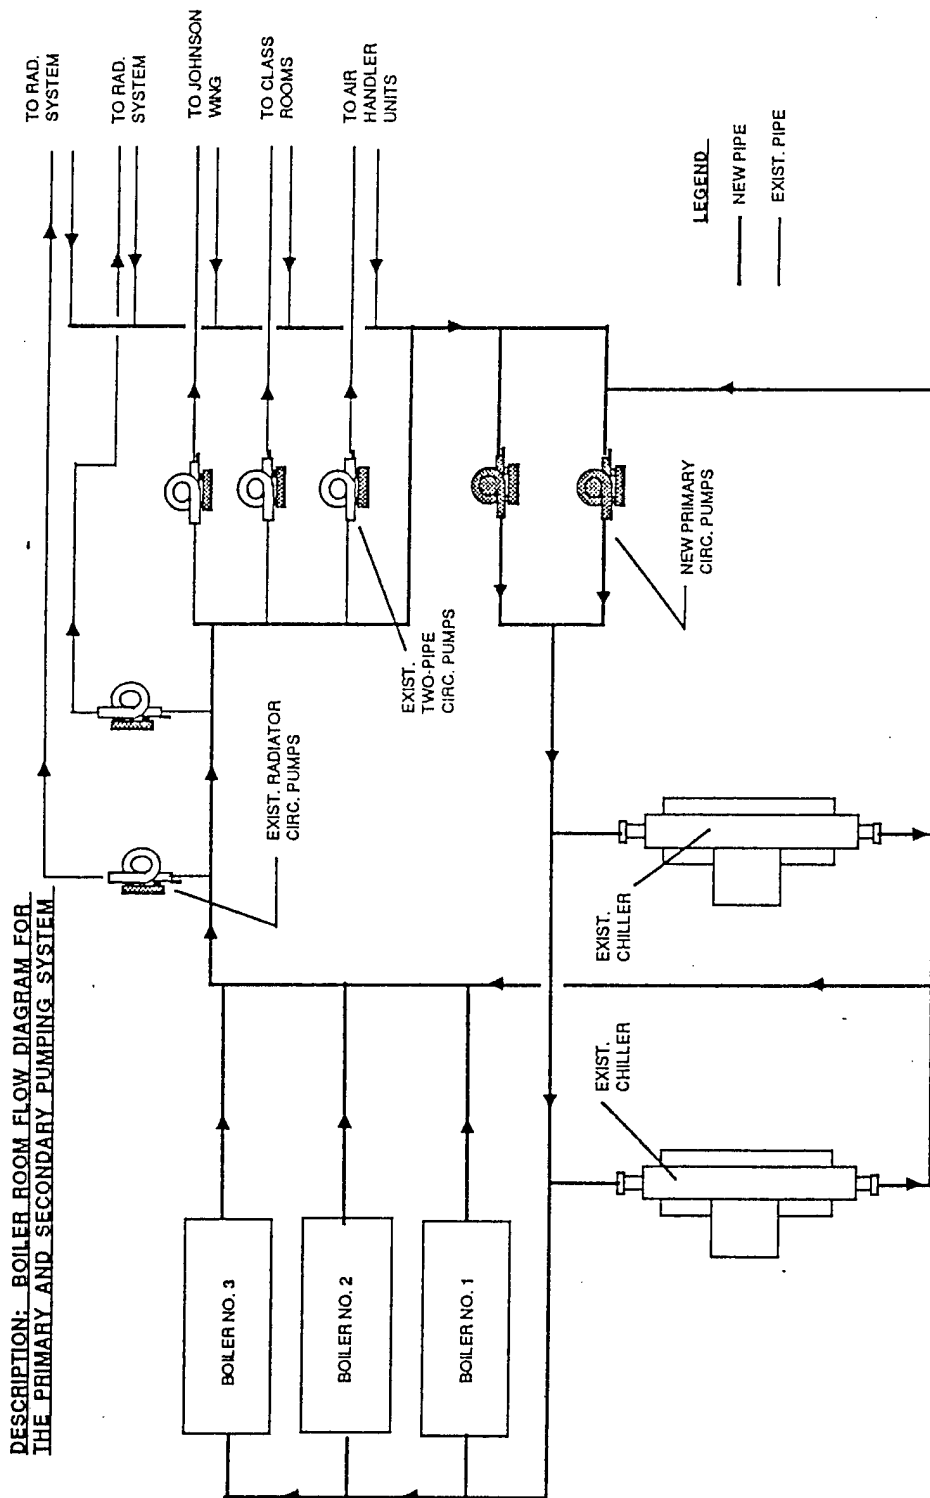 DESCRIPTION: BOILER ROOM FLOW DIAGRAM FOR
THE PRIMARY AND SECONDARY PUMPING SYSTEM
TO RAD.
SYSTEM
TO RAD.
SYSTEM
TO JOHNSON
WING
TO CLASS
ROOMS
TO AIR
HANDLER
UNITS
EXIST. RADIATOR
CIRC. PUMPS
EXIST.
TWO-PIPE
CIRC. PUMPS
NEW PRIMARY
CIRC. PUMPS
BOILER NO. 3
BOILER NO. 2
BOILER NO. 1
EXIST.
CHILLER
EXIST.
CHILLER
LEGEND
NEW PIPE
EXIST. PIPE